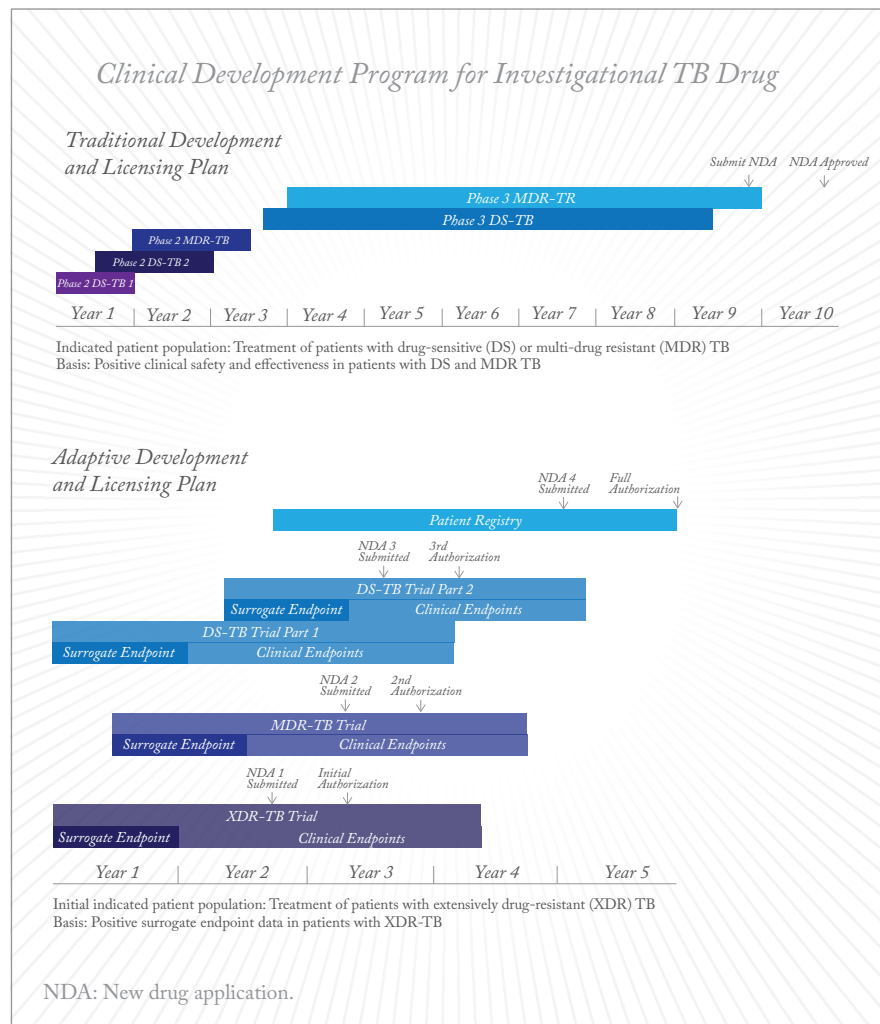 Clinical Development Program for Investigational TB Drug
Traditional Development
and Licensing Plan
Submit NDA
NDA Approved
Phase 3 MDR-TR
Phase 3 DS-TB
Phase 2 MDR-TB
Phase 2 DS-TB 2
Phase 2 DS-TB 1
Year 1 | Year 2 | Year 3 | Year 4 | Year 5 | Year 6 | Year 7 | Year 8 | Year 9 | Year 10
Indicated patient population: Treatment of patients with drug-sensitive (DS) or multi-drug resistant (MDR) TB
Basis: Positive clinical safety and effectiveness in patients with DS and MDR TB
Adaptive Development
and Licensing Plan
NDA 4
Submitted
Full
Authorization
Patient Registry
NDA 3
Submitted
3rd
Authorization
DS-TB Trial Part 2
Surrogate Endpoint
Clinical Endpoints
DS-TB Trial Part 1
Surrogate Endpoint
Clinical Endpoints
NDA 2
Submitted
2nd
Authorization
MDR-TB Trial
Surrogate Endpoint
Clinical Endpoints
NDA 1
Submitted
Initial
Authorization
XDR-TB Trial
Surrogate Endpoint
Clinical Endpoints
Year 1 | Year 2 | Year 3 | Year 4 | Year 5
Initial indicated patient population: Treatment of patients with extensively drug-resistant (XDR) TB
Basis: Positive surrogate endpoint data in patients with XDR-TB
NDA: New drug application.